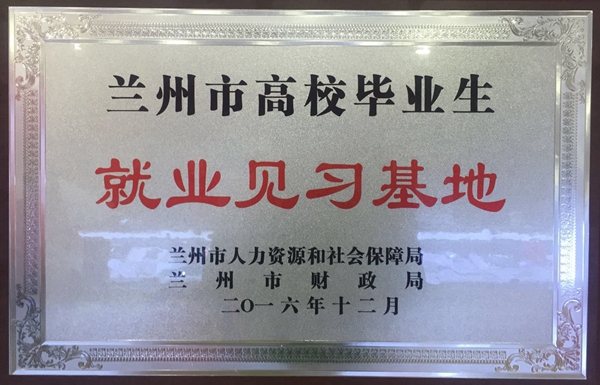 兰州市高校毕业生
就业见习基地
兰州市人力资源和社会保障局
兰州市财政局
二〇一六年十二月